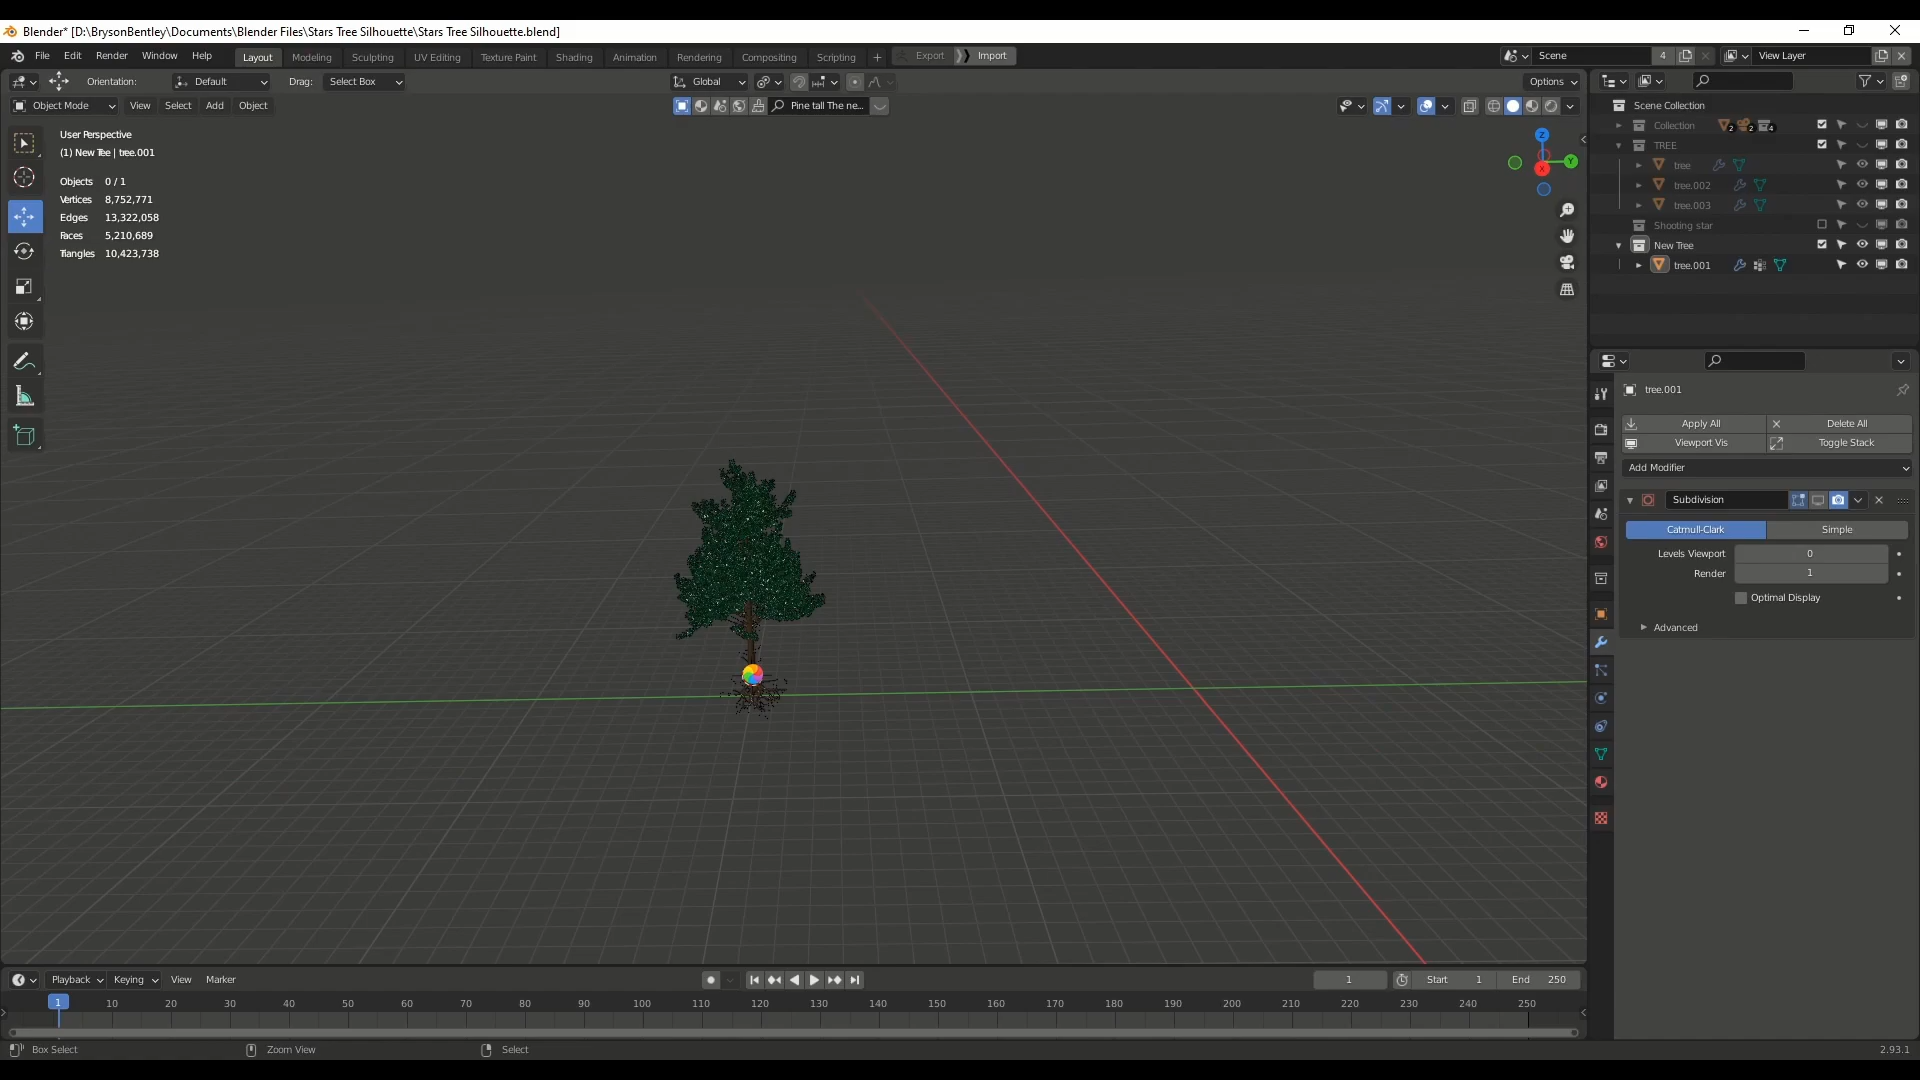 Blender* [D:\BrysonBentley\Documents\Blender Files\Stars Tree Silhouette\Stars Tree Silhouette.blend]
File Edit Render Window Help Layout Modeling Sculpting UV Editing Texture Paint Shading Animation Rendering Compositing Scripting + Export Import Scene 4 View Layer
Orientation: Default Drag: Select Box Global Options
Object Mode View Select Add Object Pine tall The ne...
User Perspective
(1) New Tee | tree.001
Objects 0 / 1
Vertices 8,752,771
Edges 13,322,058
Faces 5,210,689
Triangles 10,423,738
Z
Y
X
Scene Collection
Collection 2 2 4
TREE
tree
tree.002
tree.003
Shooting star
New Tree
tree.001
tree.001
Apply All Delete All
Viewport Vis Toggle Stack
Add Modifier
Subdivision
Catmull-Clark Simple
Levels Viewport 0
Render 1
Optimal Display
Advanced
Playback Keying View Marker 1 Start 1 End 250
1 10 20 30 40 50 60 70 80 90 100 110 120 130 140 150 160 170 180 190 200 210 220 230 240 250
Box Select Zoom View Select 2.93.1